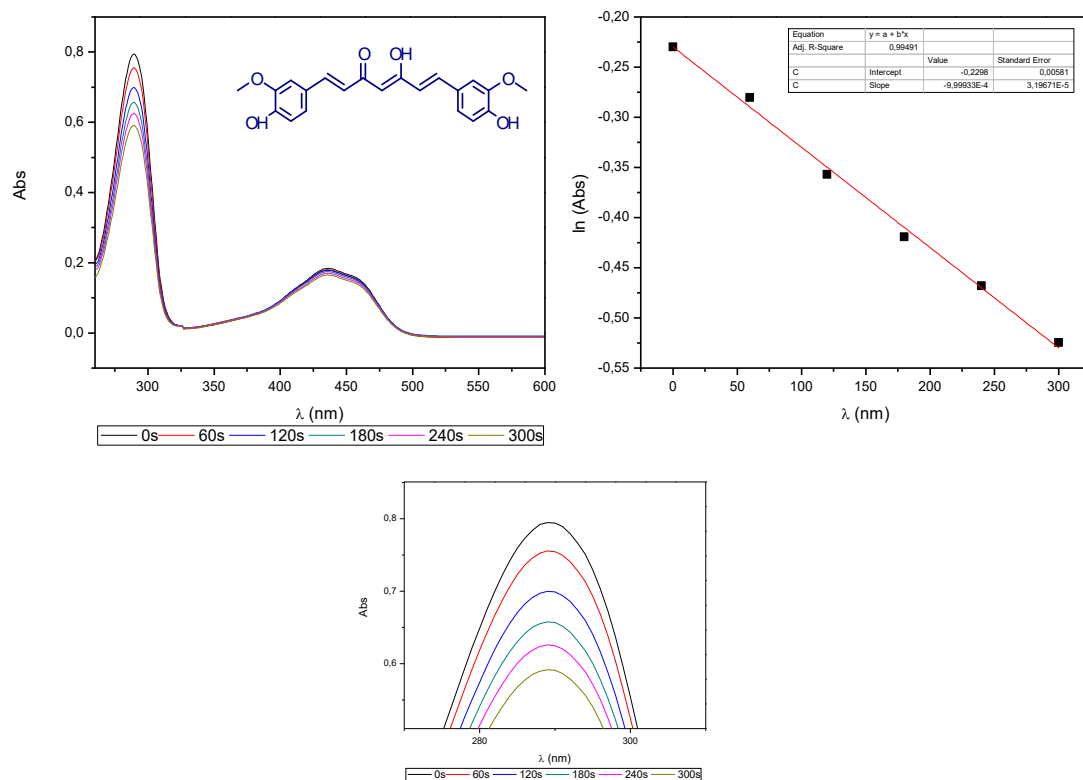 0,8
0,6
0,4
0,2
0,0
Abs
300 350 400 450 500 550 600
λ (nm)
0s 60s 120s 180s 240s 300s
O OH
O O
OH OH
-0,20
-0,25
-0,30
-0,35
-0,40
-0,45
-0,50
-0,55
ln (Abs)
0 50 100 150 200 250 300
λ (nm)
Equation y = a + b*x
Adj. R-Square 0,99491
Value Standard Error
C Intercept -0,2298 0,00581
C Slope -9,99933E-4 3,19671E-5
0,8
0,7
0,6
Abs
280 300
λ (nm)
0s 60s 120s 180s 240s 300s